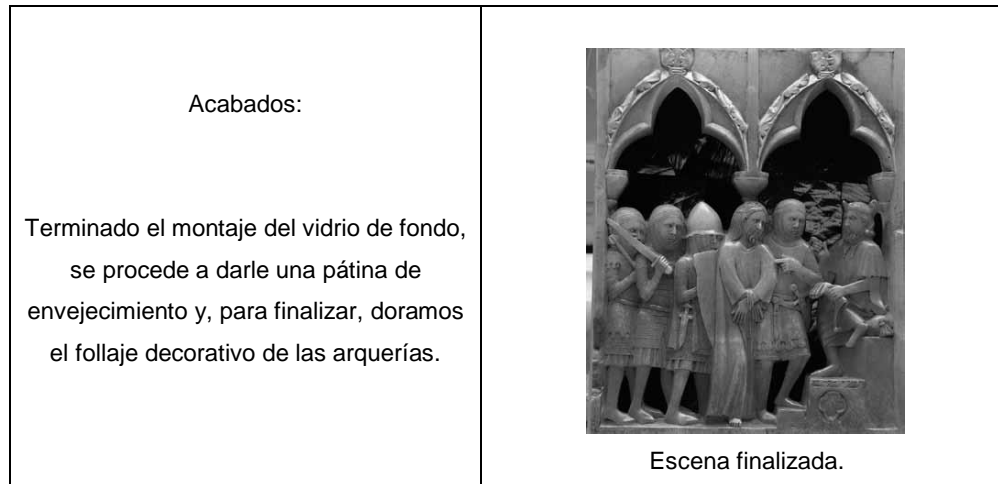 Acabados:
Terminado el montaje del vidrio de fondo,
se procede a darle una pátina de
envejecimiento y, para finalizar, doramos
el follaje decorativo de las arquerías.
Escena finalizada.